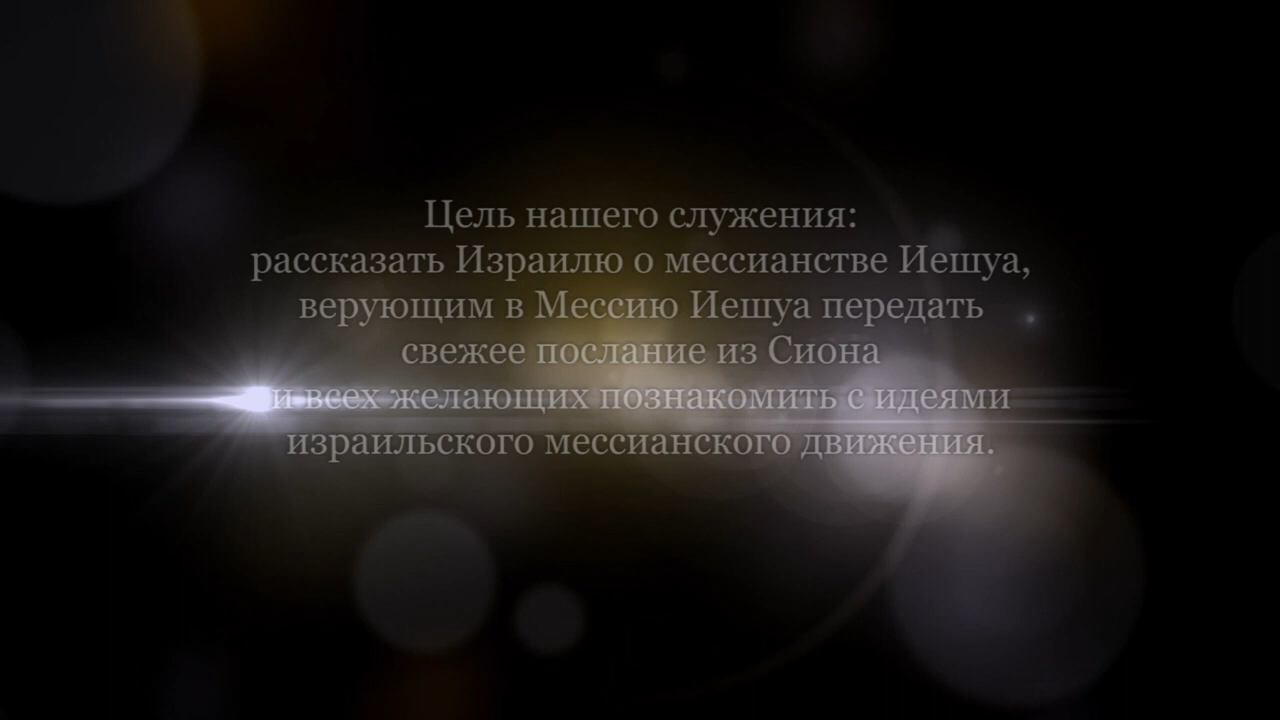 Цель нашего служения:
рассказать Израилю о мессианстве Иешуа,
верующим в Мессию Иешуа передать
свежее послание из Сиона
и всех желающих познакомить с идеями
израильского мессианского движения.